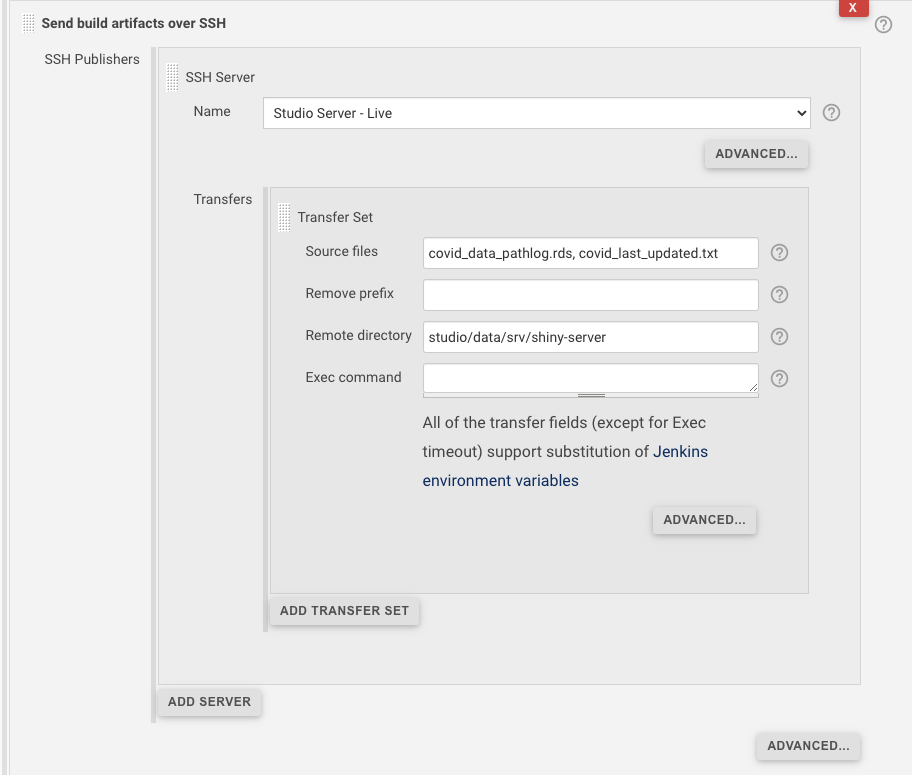 X
Send build artifacts over SSH
?
SSH Publishers
SSH Server
Name
Studio Server - Live
?
ADVANCED...
Transfers
Transfer Set
Source files
covid_data_pathlog.rds, covid_last_updated.txt
?
Remove prefix
?
Remote directory
studio/data/srv/shiny-server
?
Exec command
?
All of the transfer fields (except for Exec
timeout) support substitution of Jenkins
environment variables
ADVANCED...
ADD TRANSFER SET
ADD SERVER
ADVANCED...